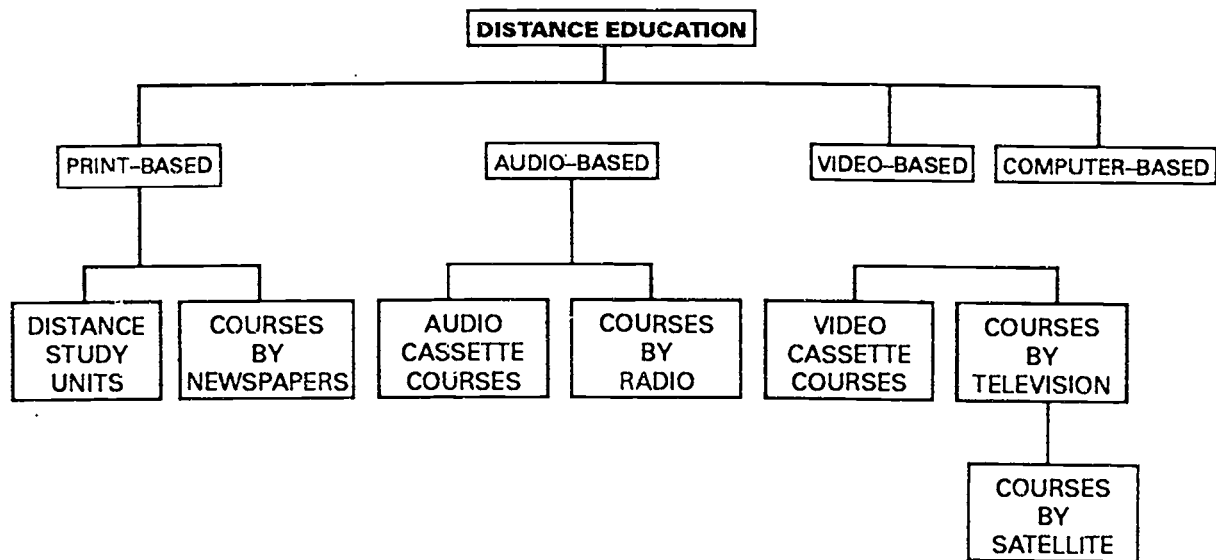 DISTANCE EDUCATION
PRINT-BASED
AUDIO-BASED
VIDEO-BASED
COMPUTER-BASED
DISTANCE
STUDY
UNITS
COURSES
BY
NEWSPAPERS
AUDIO
CASSETTE
COURSES
COURSES
BY
RADIO
VIDEO
CASSETTE
COURSES
COURSES
BY
TELEVISION
COURSES
BY
SATELLITE